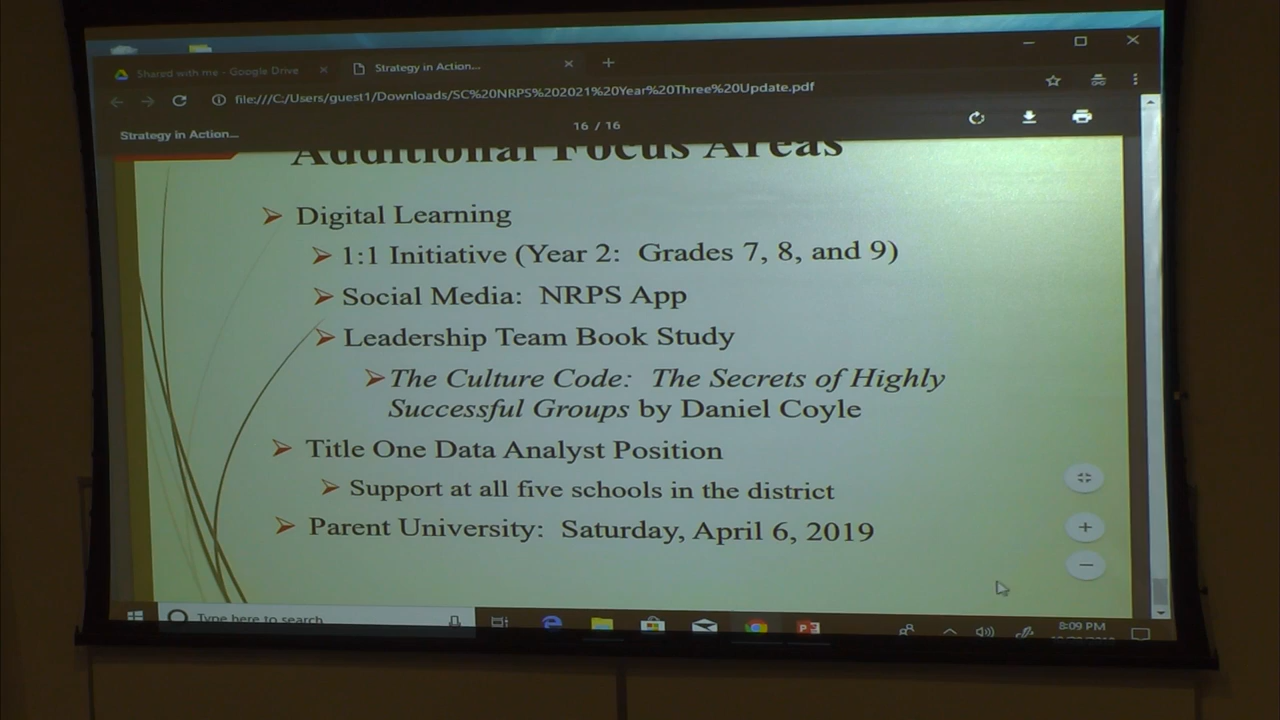 Shared with me - Google Drive
Strategy in Action...
file:///C:/Users/guest1/Downloads/SC%20NRPS%202021%20Year%20Three%20Update.pdf
Strategy in Action...
16 / 16
Additional Focus Areas
Digital Learning
1:1 Initiative (Year 2: Grades 7, 8, and 9)
Social Media: NRPS App
Leadership Team Book Study
The Culture Code: The Secrets of Highly
Successful Groups by Daniel Coyle
Title One Data Analyst Position
Support at all five schools in the district
Parent University: Saturday, April 6, 2019
Type here to search
8:09 PM